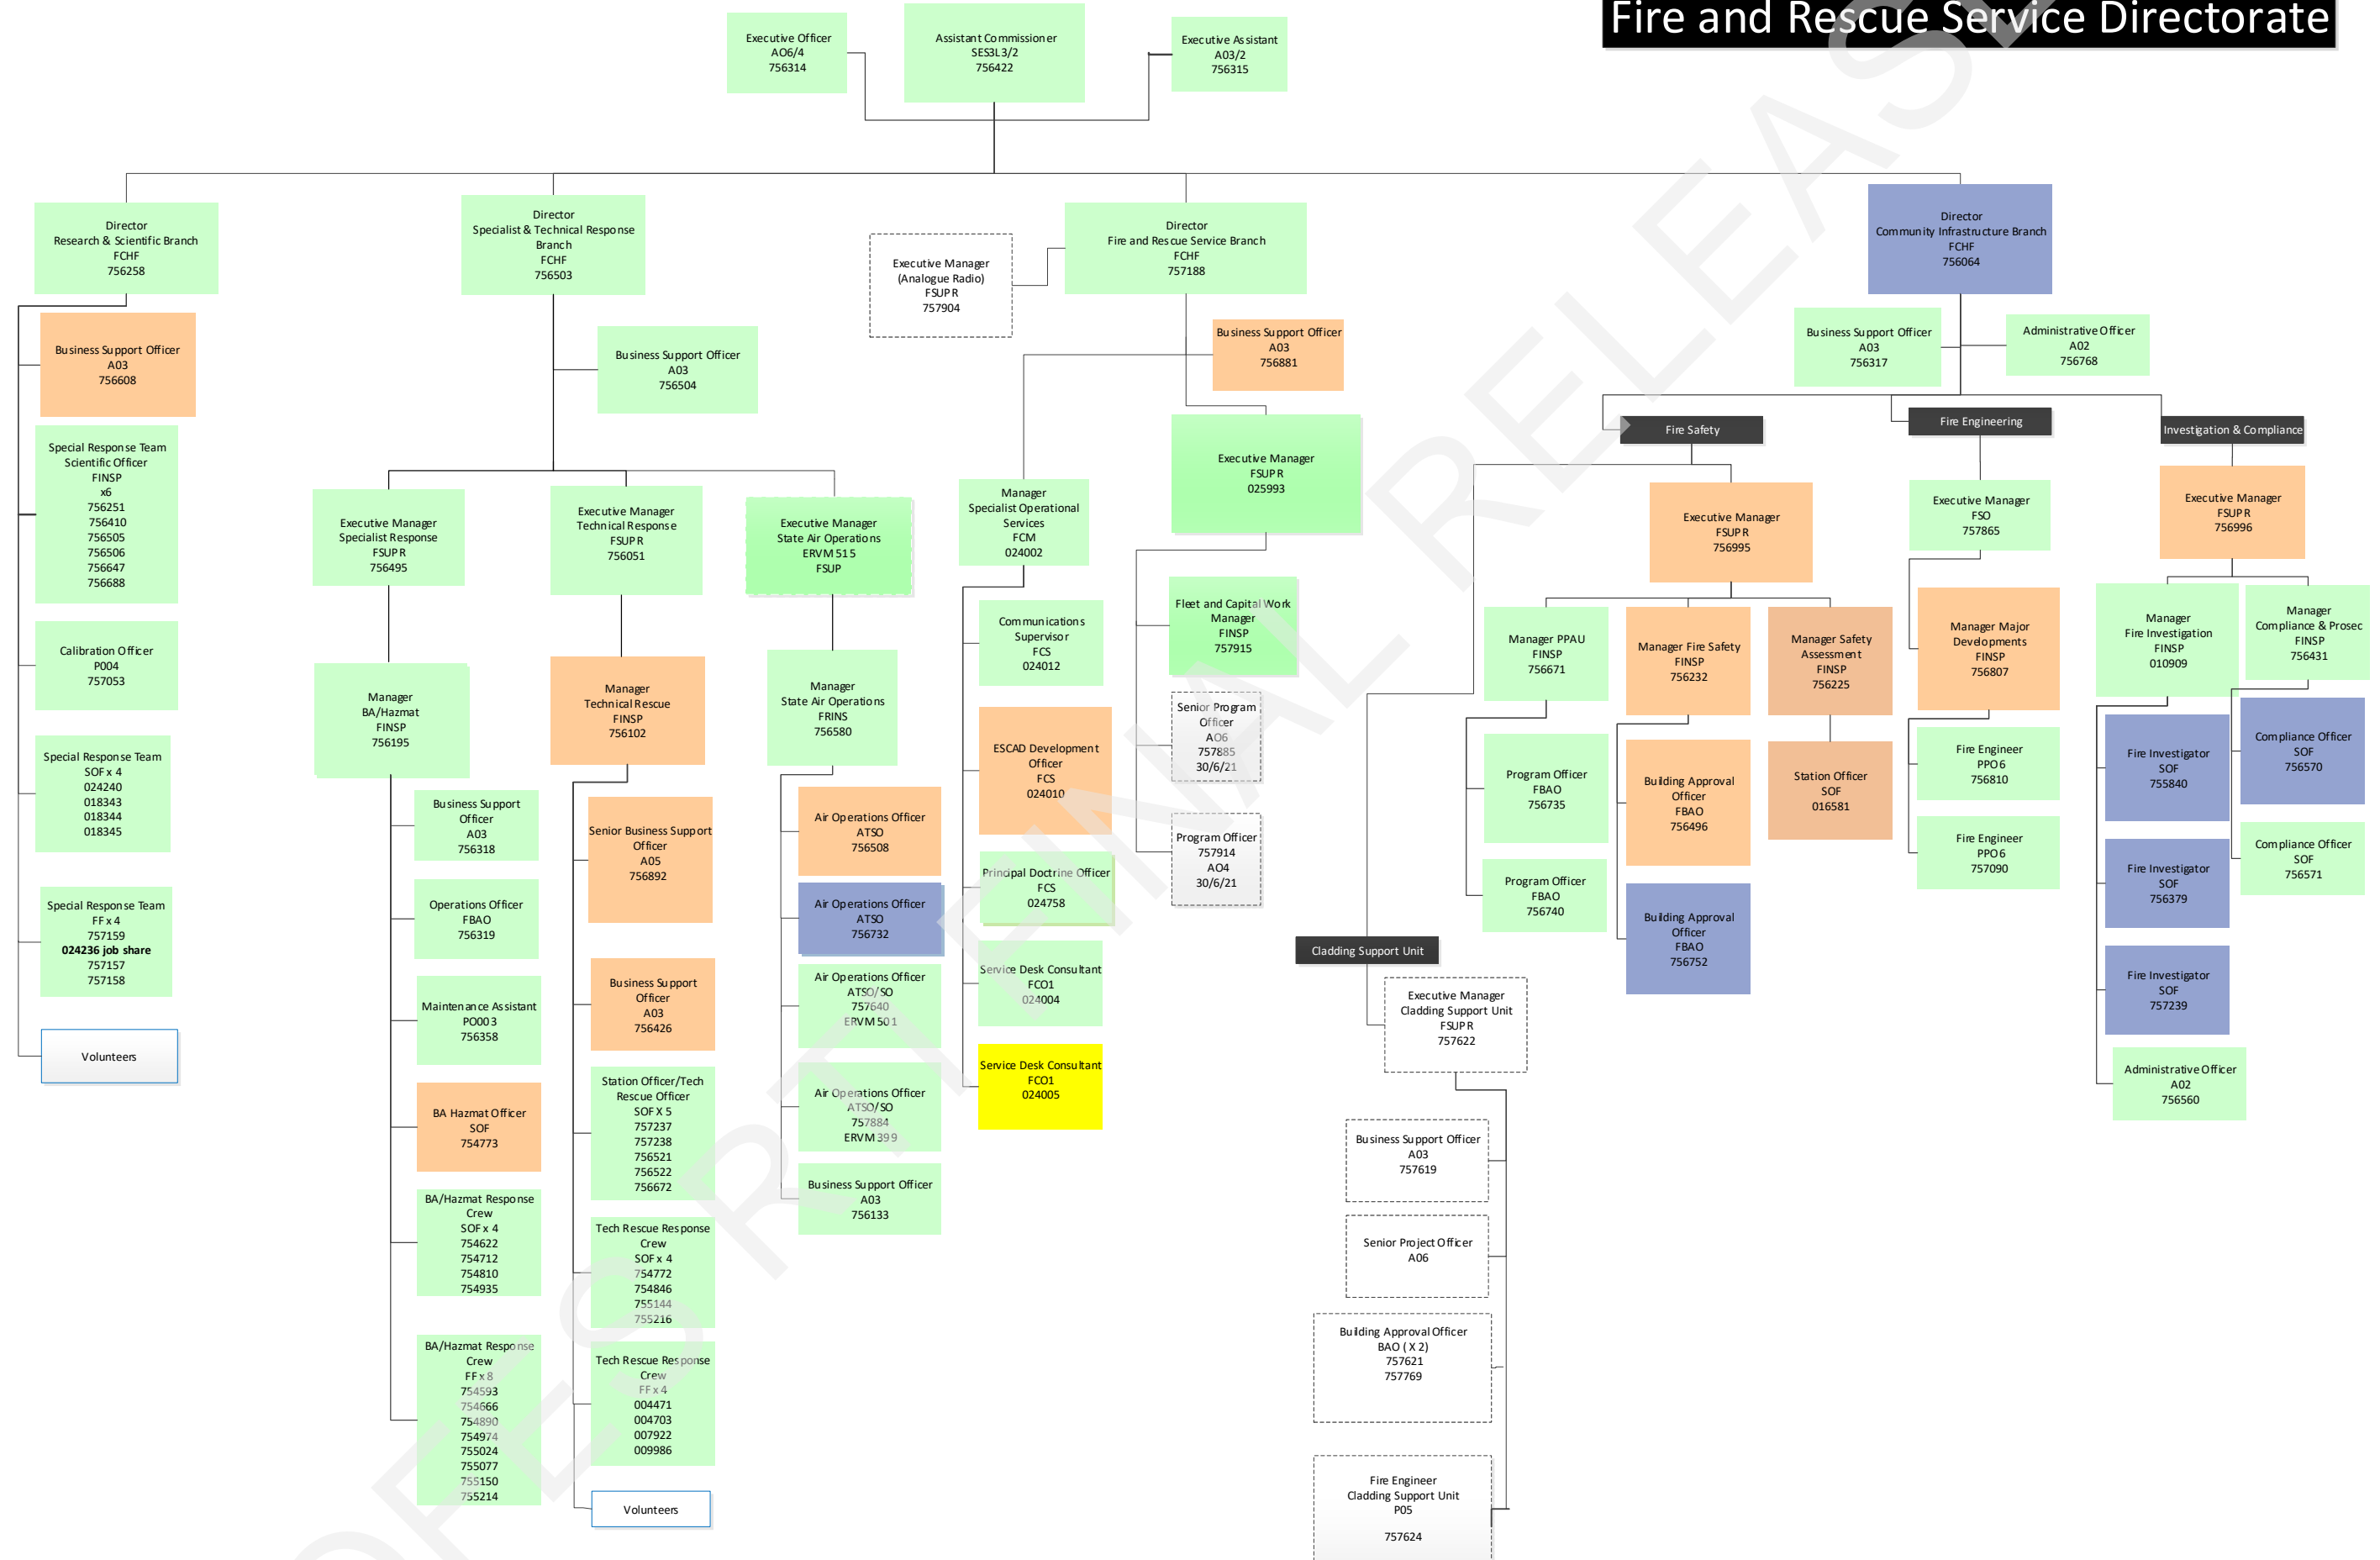 Fire and Rescue Service Directorate
Executive Officer
AO6/4
756314
Assistant Commissioner
SES3L3/2
756422
Executive Assistant
A03/2
756315
Director
Research & Scientific Branch
FCHF
756258
Director
Specialist & Technical Response
Branch
FCHF
756503
Executive Manager
(Analogue Radio)
FSUPR
757904
Director
Fire and Rescue Service Branch
FCHF
757188
Director
Community Infrastructure Branch
FCHF
756064
Business Support Officer
A03
756608
Special Response Team
Scientific Officer
FINSP
x6
756251
756410
756505
756506
756647
756688
Calibration Officer
P004
757053
Special Response Team
SOF x 4
024240
018343
018344
018345
Special Response Team
FF x 4
757159
024236 job share
757157
757158
Volunteers
Business Support Officer
A03
756504
Executive Manager
Specialist Response
FSUPR
756495
Manager
BA/Hazmat
FINSP
756195
Business Support
Officer
A03
756318
Operations Officer
FBAO
756319
Maintenance Assistant
PO003
756358
BA Hazmat Officer
SOF
754773
BA/Hazmat Response
Crew
SOF x 4
754622
754712
754810
754935
BA/Hazmat Response
Crew
FF x 8
754593
754666
754890
754974
755024
755077
755150
755214
Executive Manager
Technical Response
FSUPR
756051
Manager
Technical Rescue
FINSP
756102
Senior Business Support
Officer
A05
756892
Business Support
Officer
A03
756426
Station Officer/Tech
Rescue Officer
SOF X 5
757237
757238
756521
756522
756672
Tech Rescue Response
Crew
SOF x 4
754772
754846
755144
755216
Tech Rescue Response
Crew
FF x 4
004471
004703
007922
009986
Volunteers
Executive Manager
State Air Operations
ERVM 515
FSUP
Manager
State Air Operations
FRINS
756580
Air Operations Officer
ATSO
756508
Air Operations Officer
ATSO
756732
Air Operations Officer
ATSO/SO
757640
ERVM 501
Air Operations Officer
ATSO/SO
757884
ERVM 399
Business Support Officer
A03
756133
Business Support Officer
A03
756881
Manager
Specialist Operational
Services
FCM
024002
Communications
Supervisor
FCS
024012
ESCAD Development
Officer
FCS
024010
Principal Doctrine Officer
FCS
024758
Service Desk Consultant
FCO1
024004
Service Desk Consultant
FCO1
024005
Executive Manager
FSUPR
025993
Fleet and Capital Work
Manager
FINSP
757915
Senior Program
Officer
AO6
757885
30/6/21
Program Officer
757914
AO4
30/6/21
Business Support Officer
A03
756317
Administrative Officer
A02
756768
Fire Safety
Fire Engineering
Investigation & Compliance
Executive Manager
FSUPR
756995
Manager PPAU
FINSP
756671
Program Officer
FBAO
756735
Program Officer
FBAO
756740
Manager Fire Safety
FINSP
756232
Building Approval
Officer
FBAO
756496
Building Approval
Officer
FBAO
756752
Manager Safety
Assessment
FINSP
756225
Station Officer
SOF
016581
Cladding Support Unit
Executive Manager
Cladding Support Unit
FSUPR
757622
Business Support Officer
A03
757619
Senior Project Officer
A06
Building Approval Officer
BAO ( X 2)
757621
757769
Fire Engineer
Cladding Support Unit
P05
757624
Executive Manager
FSO
757865
Manager Major
Developments
FINSP
756807
Fire Engineer
PPO6
756810
Fire Engineer
PPO6
757090
Executive Manager
FSUPR
756996
Manager
Fire Investigation
FINSP
010909
Fire Investigator
SOF
755840
Fire Investigator
SOF
756379
Fire Investigator
SOF
757239
Administrative Officer
A02
756560
Manager
Compliance & Prosec
FINSP
756431
Compliance Officer
SOF
756570
Compliance Officer
SOF
756571
QFES RTI FINAL RELEASE